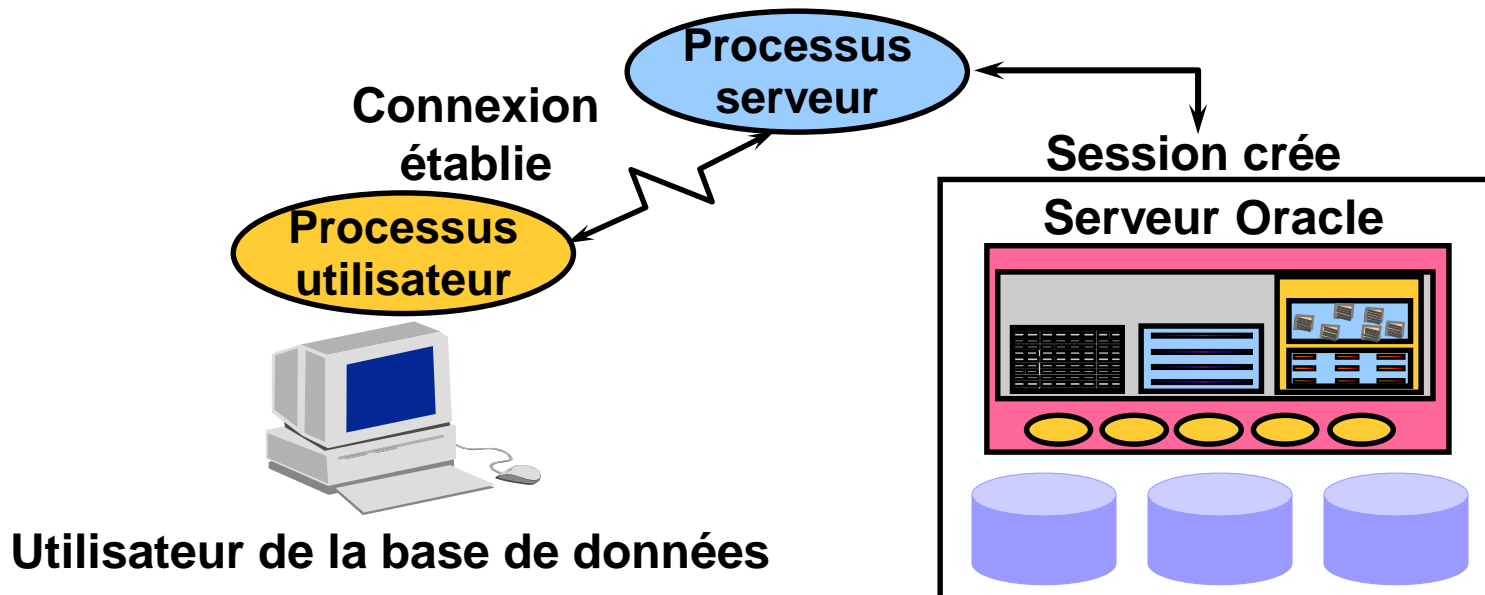 Processus
serveur
Connexion
établie
Session crée
Processus
utilisateur
Serveur Oracle
Utilisateur de la base de données